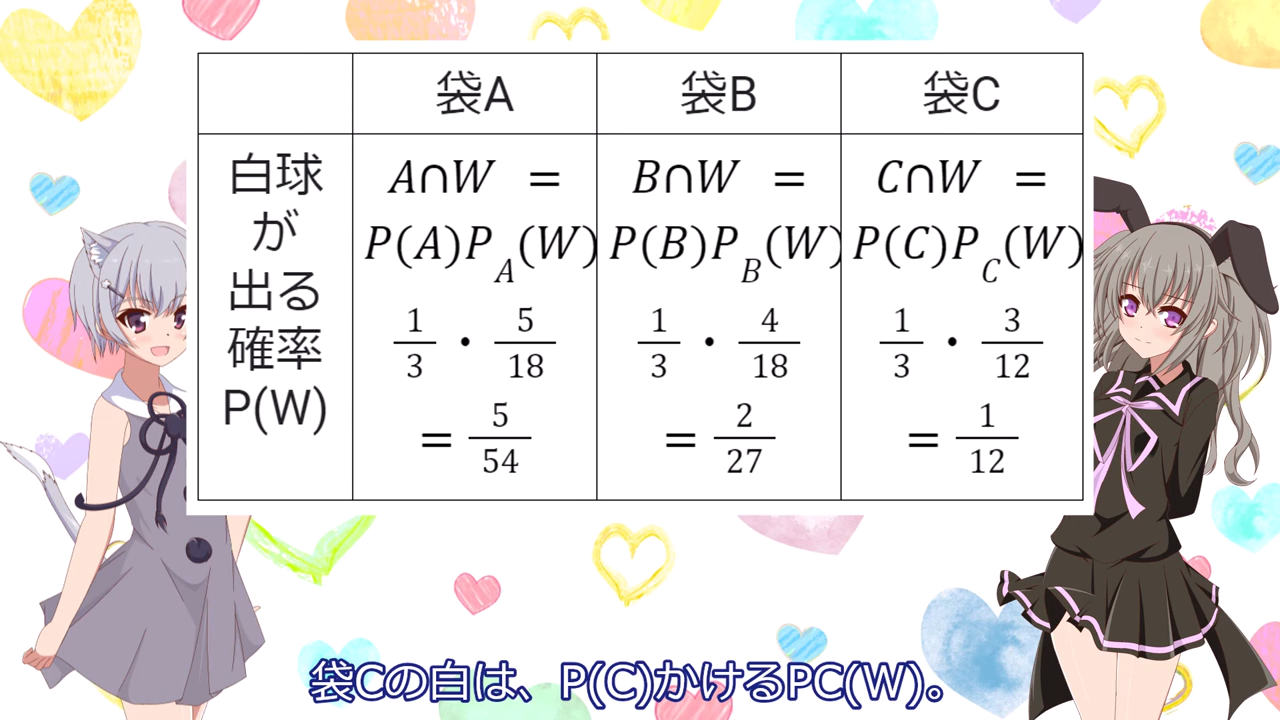 袋A 袋B 袋C
白球
が
出る
確率
P(W)
A∩W =
P(A)P_A(W)
1/3 ・ 5/18
= 5/54
B∩W =
P(B)P_B(W)
1/3 ・ 4/18
= 2/27
C∩W =
P(C)P_C(W)
1/3 ・ 3/12
= 1/12
袋Cの白は、P(C)かけるPC(W)。